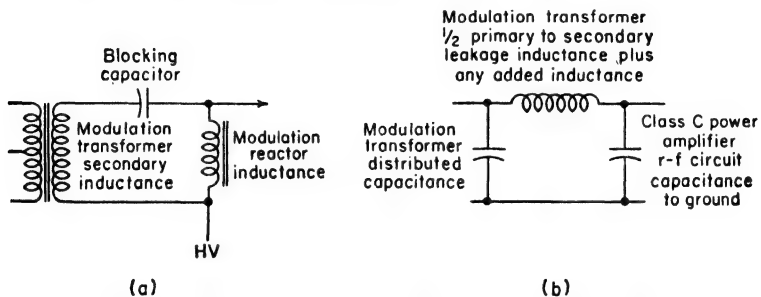 Blocking
capacitor
Modulation
transformer
secondary
inductance
Modulation
reactor
inductance
HV
(a)
Modulation transformer
½ primary to secondary
leakage inductance plus
any added inductance
Modulation
transformer
distributed
capacitance
Class C power
amplifier
r-f circuit
capacitance
to ground
(b)